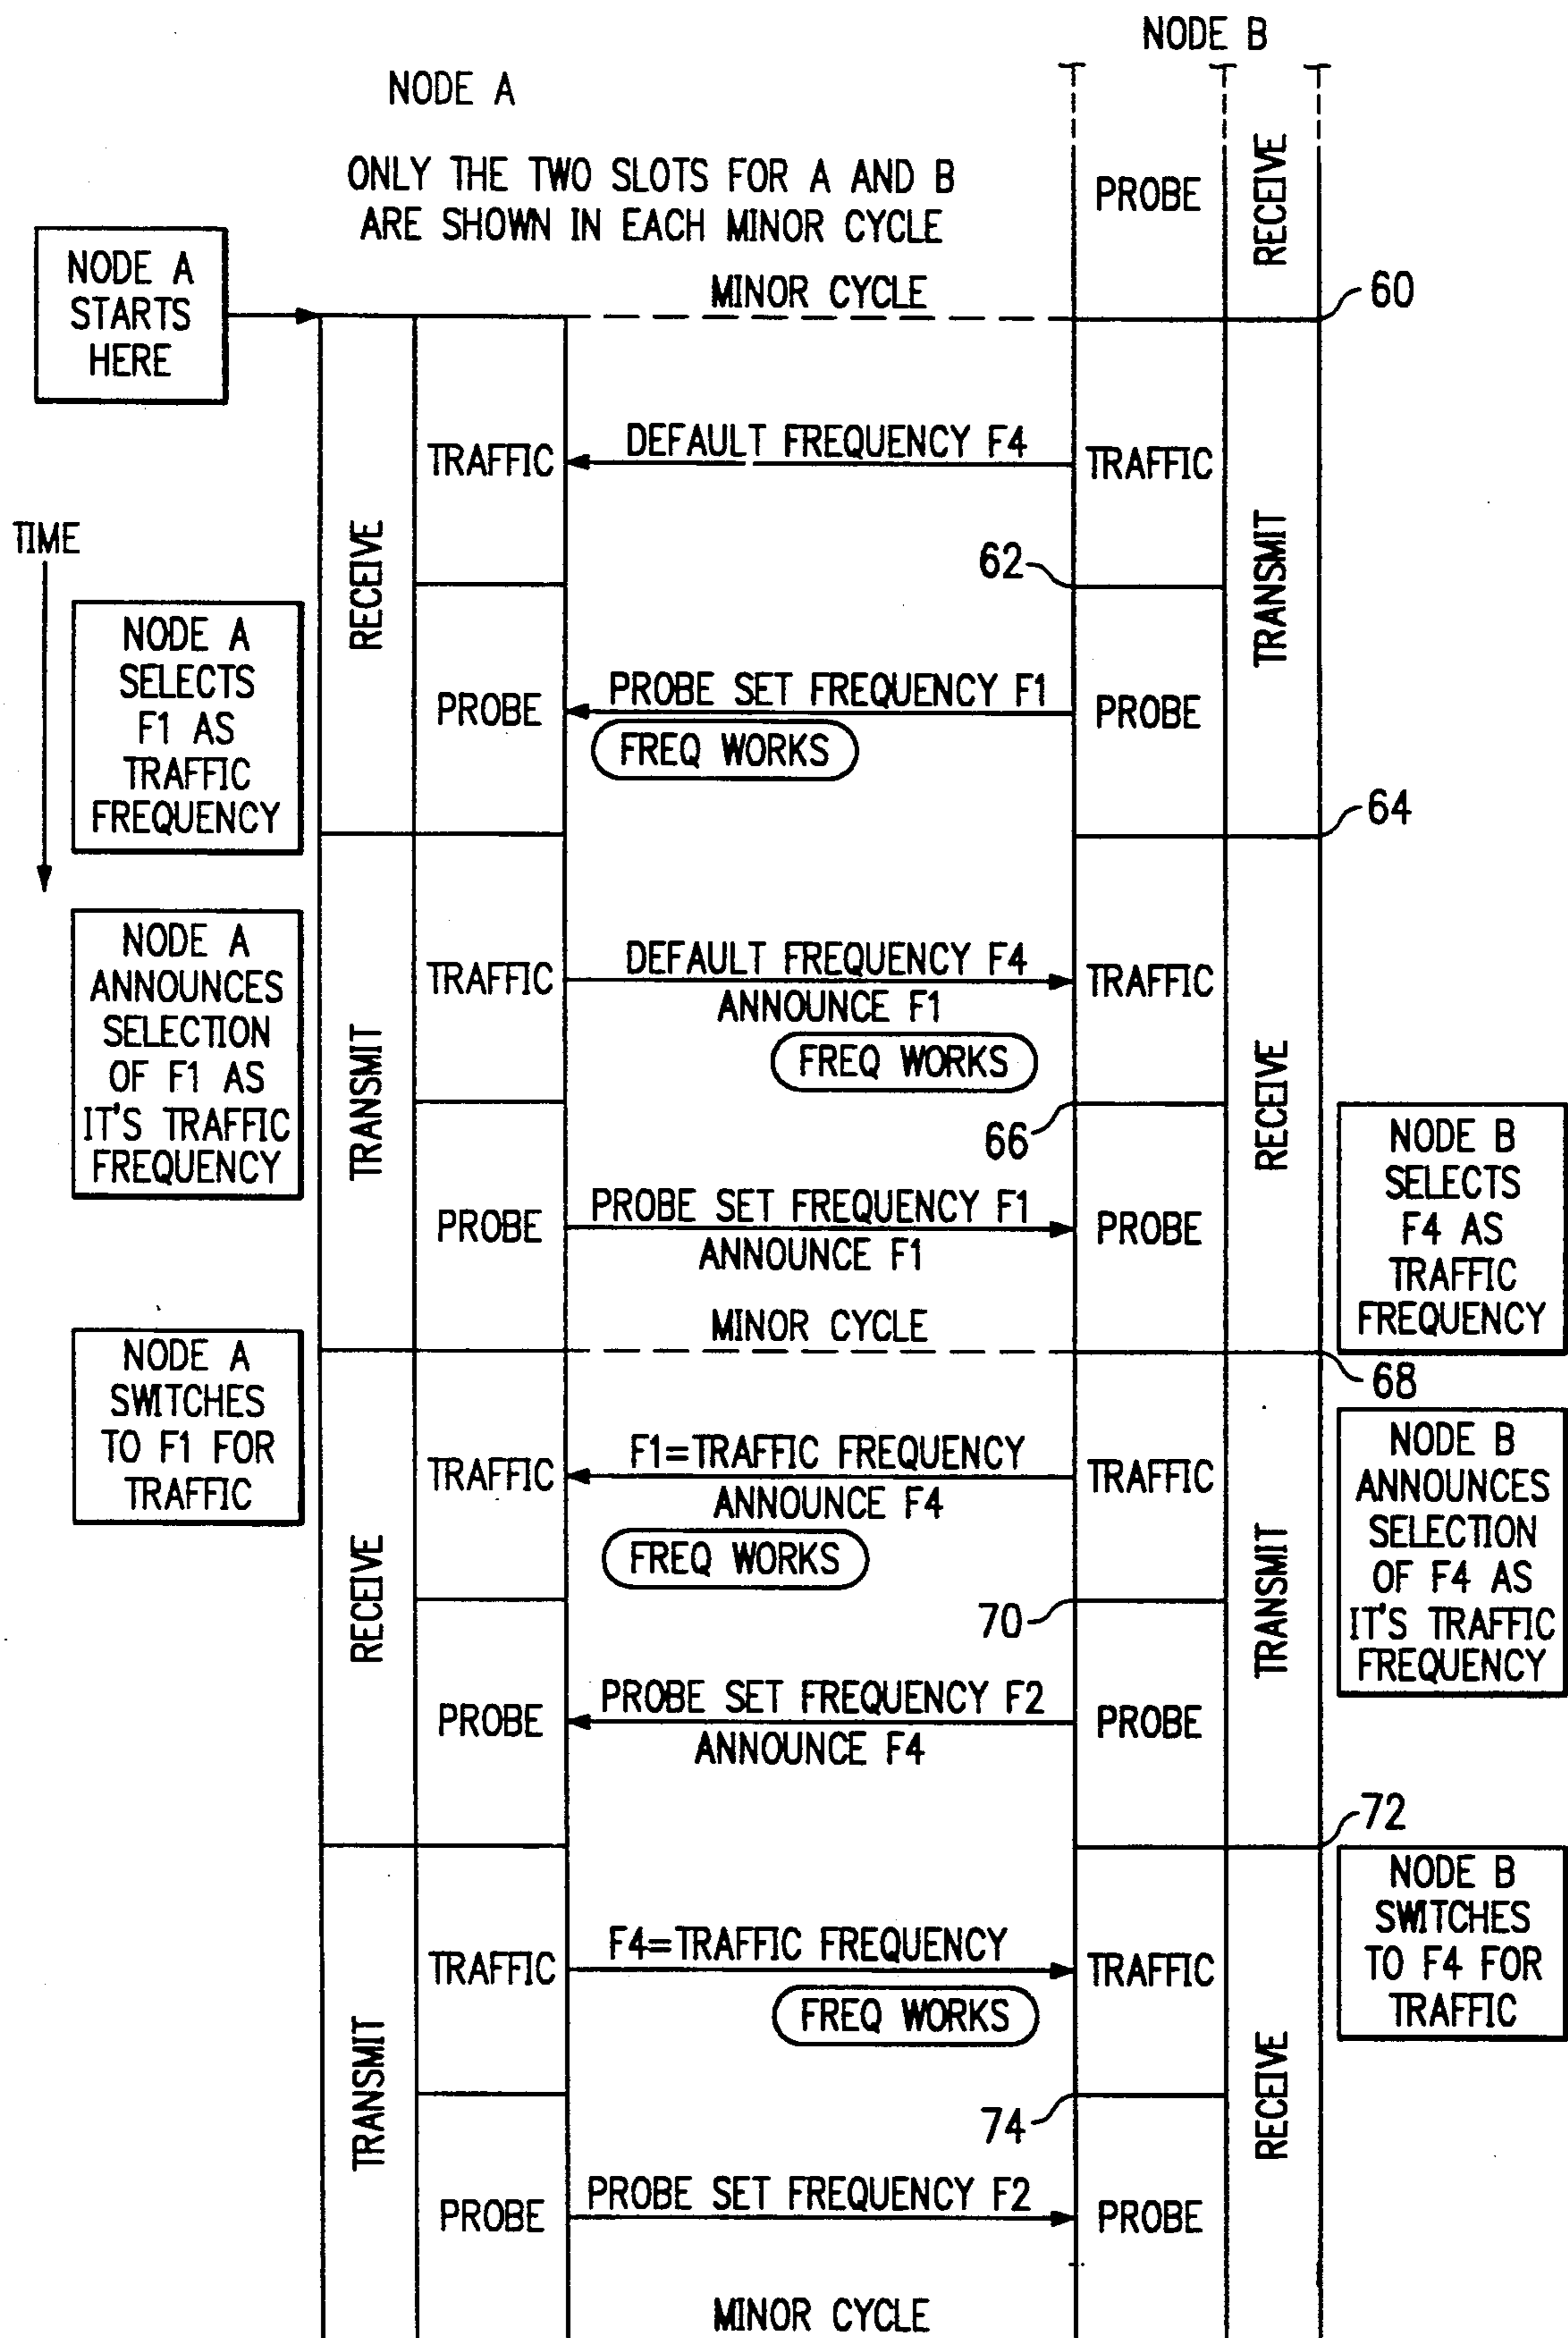 NODE B
NODE A
ONLY THE TWO SLOTS FOR A AND B
ARE SHOWN IN EACH MINOR CYCLE
PROBE
RECEIVE
NODE A
STARTS
HERE
MINOR CYCLE
60
TRAFFIC
DEFAULT FREQUENCY F4
TRAFFIC
TIME
RECEIVE
62
TRANSMIT
NODE A
SELECTS
F1 AS
TRAFFIC
FREQUENCY
PROBE
PROBE SET FREQUENCY F1
FREQ WORKS
PROBE
64
NODE A
ANNOUNCES
SELECTION
OF F1 AS
IT'S TRAFFIC
FREQUENCY
TRANSMIT
TRAFFIC
DEFAULT FREQUENCY F4
ANNOUNCE F1
FREQ WORKS
TRAFFIC
RECEIVE
66
NODE B
SELECTS
F4 AS
TRAFFIC
FREQUENCY
PROBE
PROBE SET FREQUENCY F1
ANNOUNCE F1
PROBE
MINOR CYCLE
68
NODE A
SWITCHES
TO F1 FOR
TRAFFIC
RECEIVE
TRAFFIC
F1=TRAFFIC FREQUENCY
ANNOUNCE F4
FREQ WORKS
TRAFFIC
TRANSMIT
NODE B
ANNOUNCES
SELECTION
OF F4 AS
IT'S TRAFFIC
FREQUENCY
70
PROBE
PROBE SET FREQUENCY F2
ANNOUNCE F4
PROBE
72
NODE B
SWITCHES
TO F4 FOR
TRAFFIC
TRANSMIT
TRAFFIC
F4=TRAFFIC FREQUENCY
FREQ WORKS
TRAFFIC
RECEIVE
74
PROBE
PROBE SET FREQUENCY F2
PROBE
MINOR CYCLE